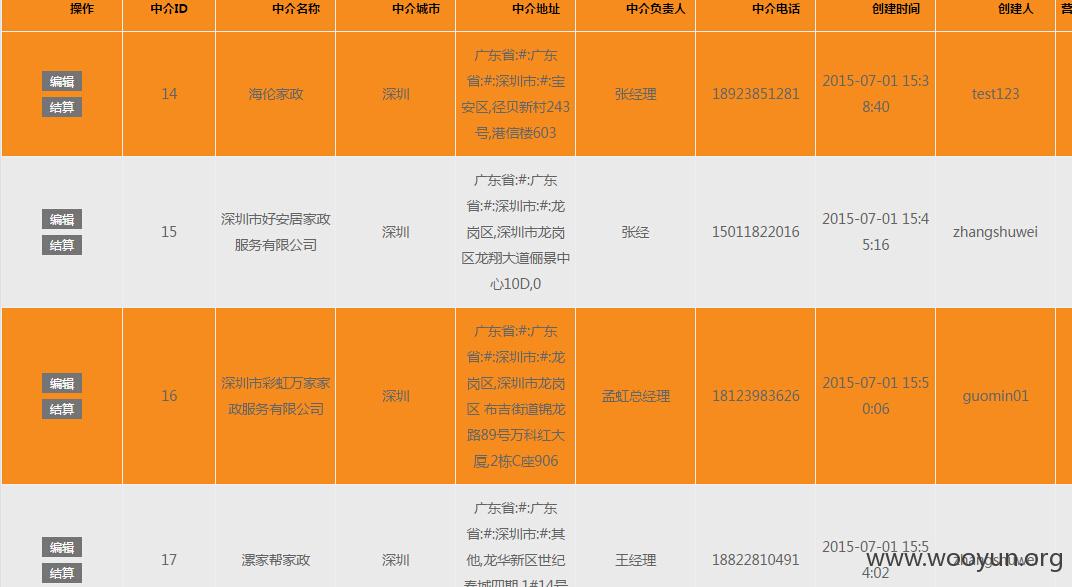 操作 中介ID 中介名称 中介城市 中介地址 中介负责人 中介电话 创建时间 创建人 营
编辑
结算
14
海伦家政
深圳
广东省:#:广东
省:#:深圳市:#:宝
安区,径贝新村243
号,港信楼603
张经理
18923851281
2015-07-01 15:3
8:40
test123
编辑
结算
15
深圳市好安居家政
服务有限公司
深圳
广东省:#:广东
省:#:深圳市:#:龙
岗区,深圳市龙岗
区龙翔大道俪景中
心10D,0
张经
15011822016
2015-07-01 15:4
5:16
zhangshuwei
编辑
结算
16
深圳市彩虹万家家
政服务有限公司
深圳
广东省:#:广东
省:#:深圳市:#:龙
岗区,深圳市龙岗
区 布吉街道锦龙
路89号万科红大
厦,2栋C座906
孟虹总经理
18123983626
2015-07-01 15:5
0:06
guomin01
编辑
结算
17
漯家帮家政
深圳
广东省:#:广东
省:#:深圳市:#:其
他,龙华新区世纪
春城四期,1#14号
王经理
18822810491
2015-07-01 15:5
4:02
zhangshuwei
www.wooyun.org